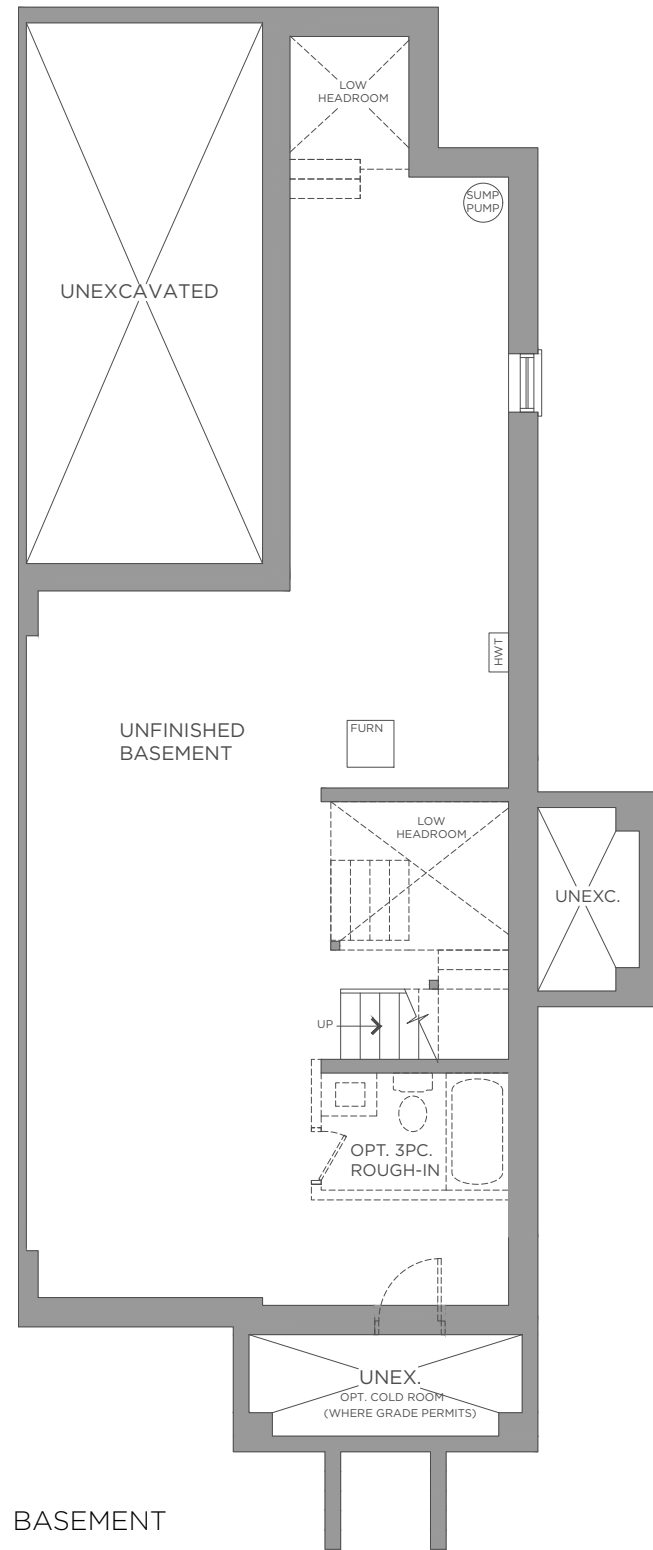 LOW
HEADROOM
SUMP
PUMP
UNEXCAVATED
HWT
UNFINISHED
BASEMENT
FURN
LOW
HEADROOM
UNEXC.
UP
OPT. 3PC.
ROUGH-IN
UNEX.
OPT. COLD ROOM
(WHERE GRADE PERMITS)
BASEMENT